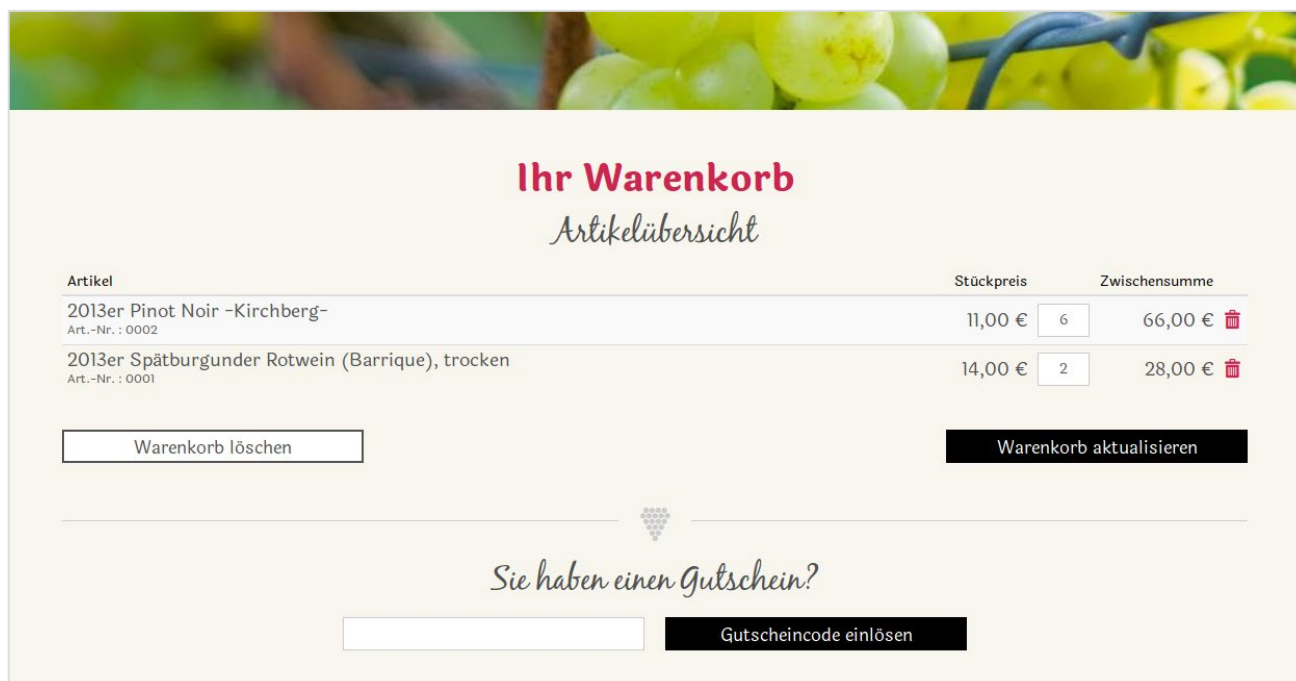 Ihr Warenkorb
Artikelübersicht
Artikel Stückpreis Zwischensumme
2013er Pinot Noir -Kirchberg-
Art.-Nr. : 0002
11,00 € 6 66,00 €
2013er Spätburgunder Rotwein (Barrique), trocken
Art.-Nr. : 0001
14,00 € 2 28,00 €
Warenkorb löschen Warenkorb aktualisieren
Sie haben einen Gutschein?
Gutscheincode einlösen